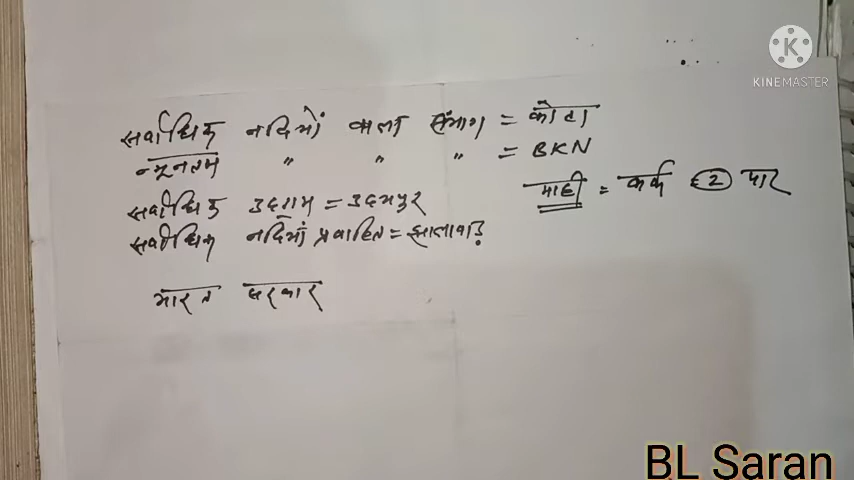 सर्वाधिक नदियों वाला संभाग = कोटा
न्यूनतम " " " = BKN
माही = कर्क 2 पार
सर्वाधिक उद्गम = उदयपुर
सर्वाधिक नदियां प्रवाहित = झालावाड़
भारत सरकार
KINEMASTER
BL Saran